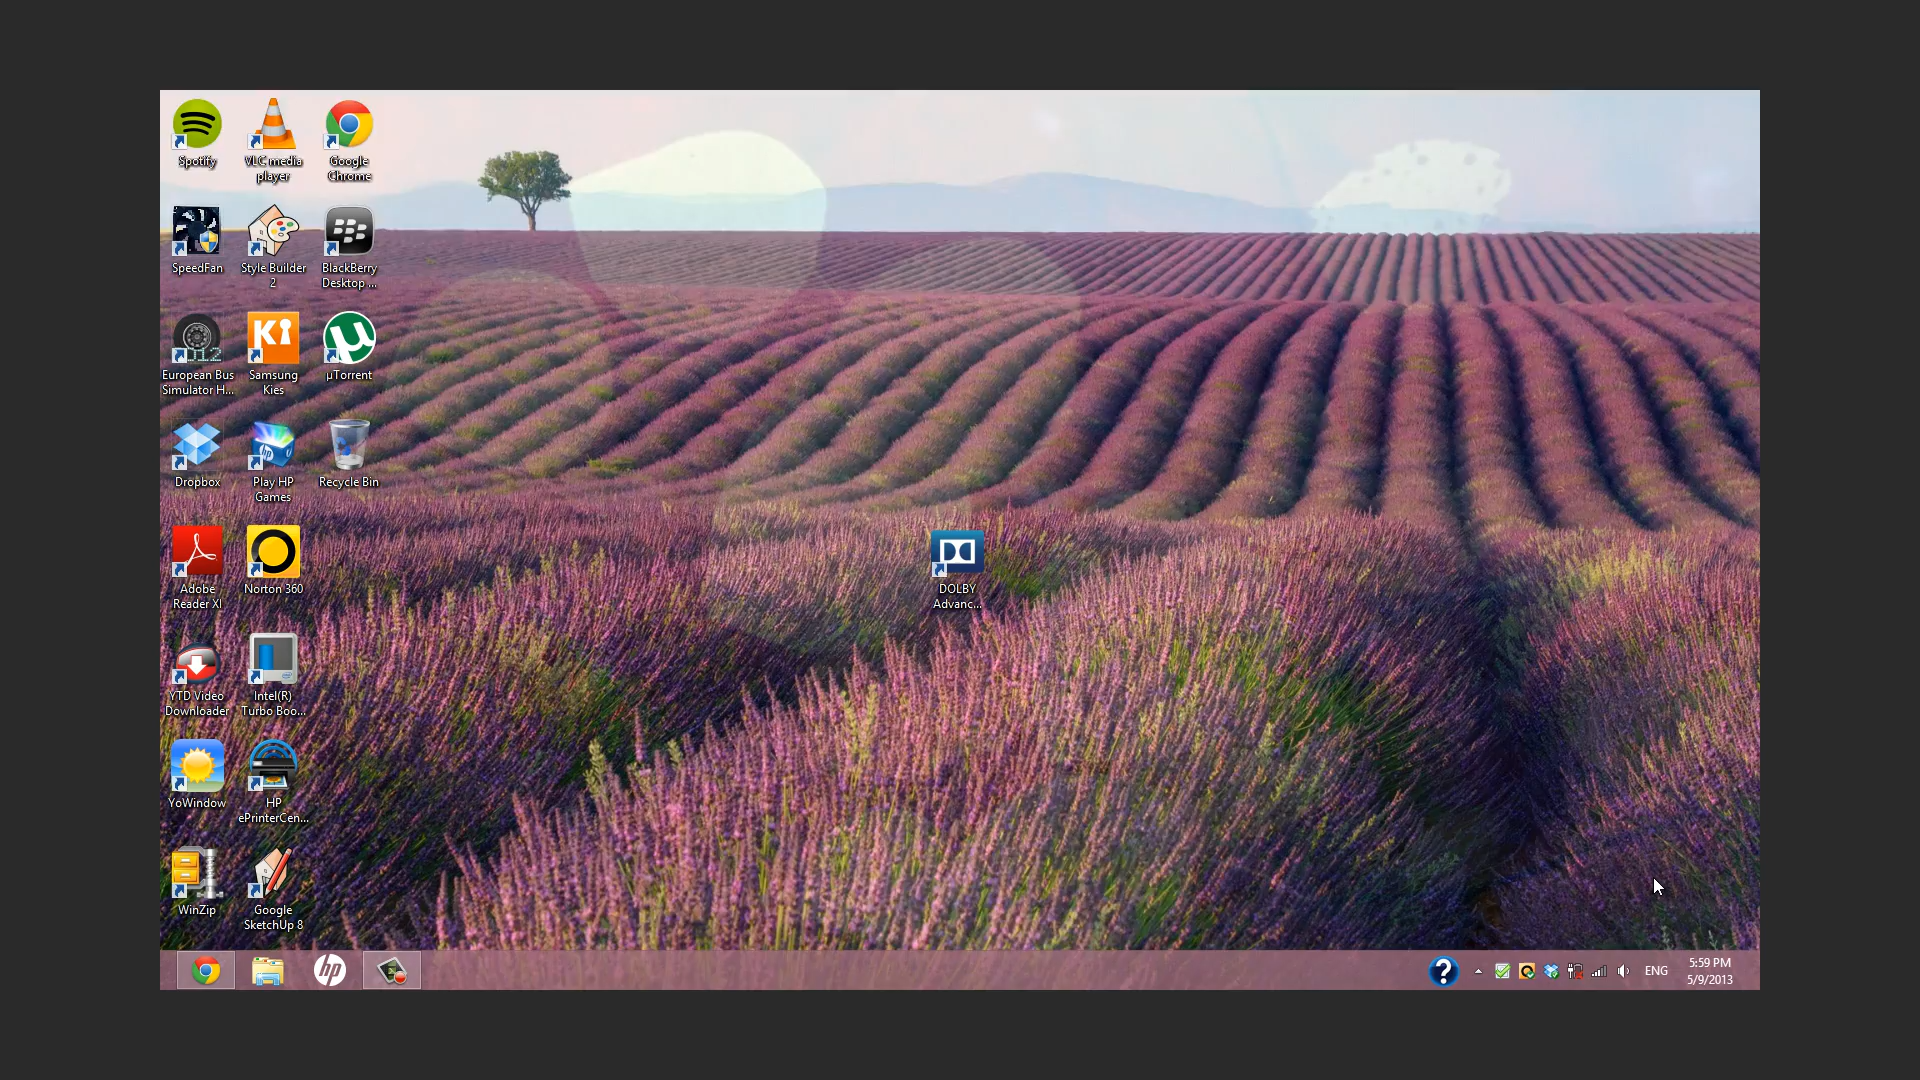 Spotify
VLC media
player
Google
Chrome
SpeedFan
Style Builder
2
BlackBerry
Desktop ...
European Bus
Simulator H...
Samsung
Kies
µTorrent
Dropbox
Play HP
Games
Recycle Bin
Adobe
Reader XI
Norton 360
DOLBY
Advanc...
YTD Video
Downloader
Intel(R)
Turbo Boo...
YoWindow
HP
ePrinterCen...
WinZip
Google
SketchUp 8
ENG
5:59 PM
5/9/2013